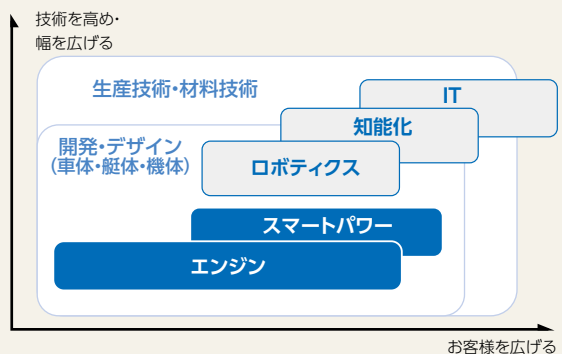 技術を高め・
幅を広げる
生産技術・材料技術
IT
知能化
開発・デザイン
(車体・艇体・機体)
ロボティクス
スマートパワー
エンジン
お客様を広げる